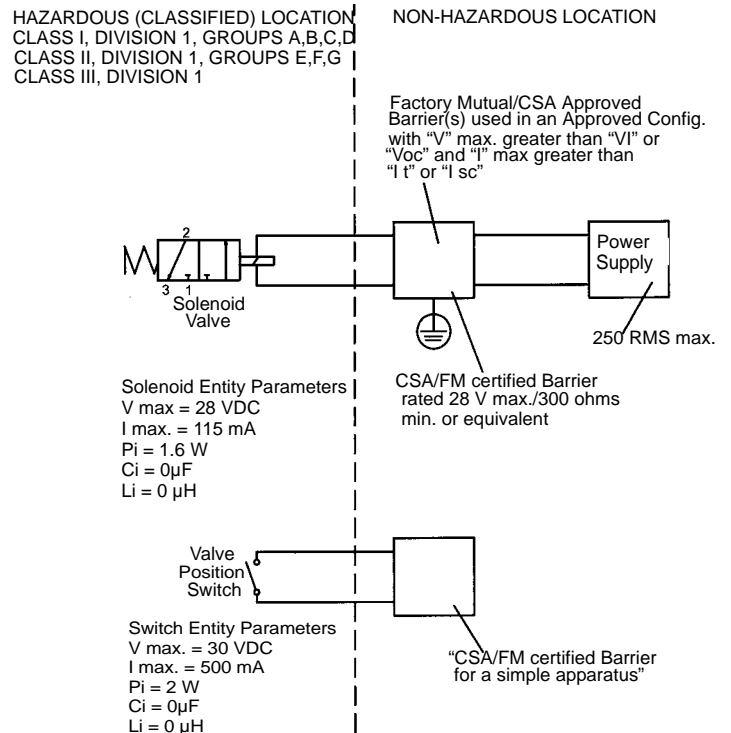 HAZARDOUS (CLASSIFIED) LOCATION
CLASS I, DIVISION 1, GROUPS A,B,C,D
CLASS II, DIVISION 1, GROUPS E,F,G
CLASS III, DIVISION 1
NON-HAZARDOUS LOCATION
Factory Mutual/CSA Approved
Barrier(s) used in an Approved Config.
with “V” max. greater than “VI” or
“Voc” and “I” max greater than
“I t” or “I sc”
2
3 1
Solenoid
Valve
Power
Supply
250 RMS max.
CSA/FM certified Barrier
rated 28 V max./300 ohms
min. or equivalent
Solenoid Entity Parameters
V max = 28 VDC
I max. = 115 mA
Pi = 1.6 W
Ci = 0µF
Li = 0 µH
Valve
Position
Switch
Switch Entity Parameters
V max. = 30 VDC
I max. = 500 mA
Pi = 2 W
Ci = 0µF
Li = 0 µH
“CSA/FM certified Barrier
for a simple apparatus”